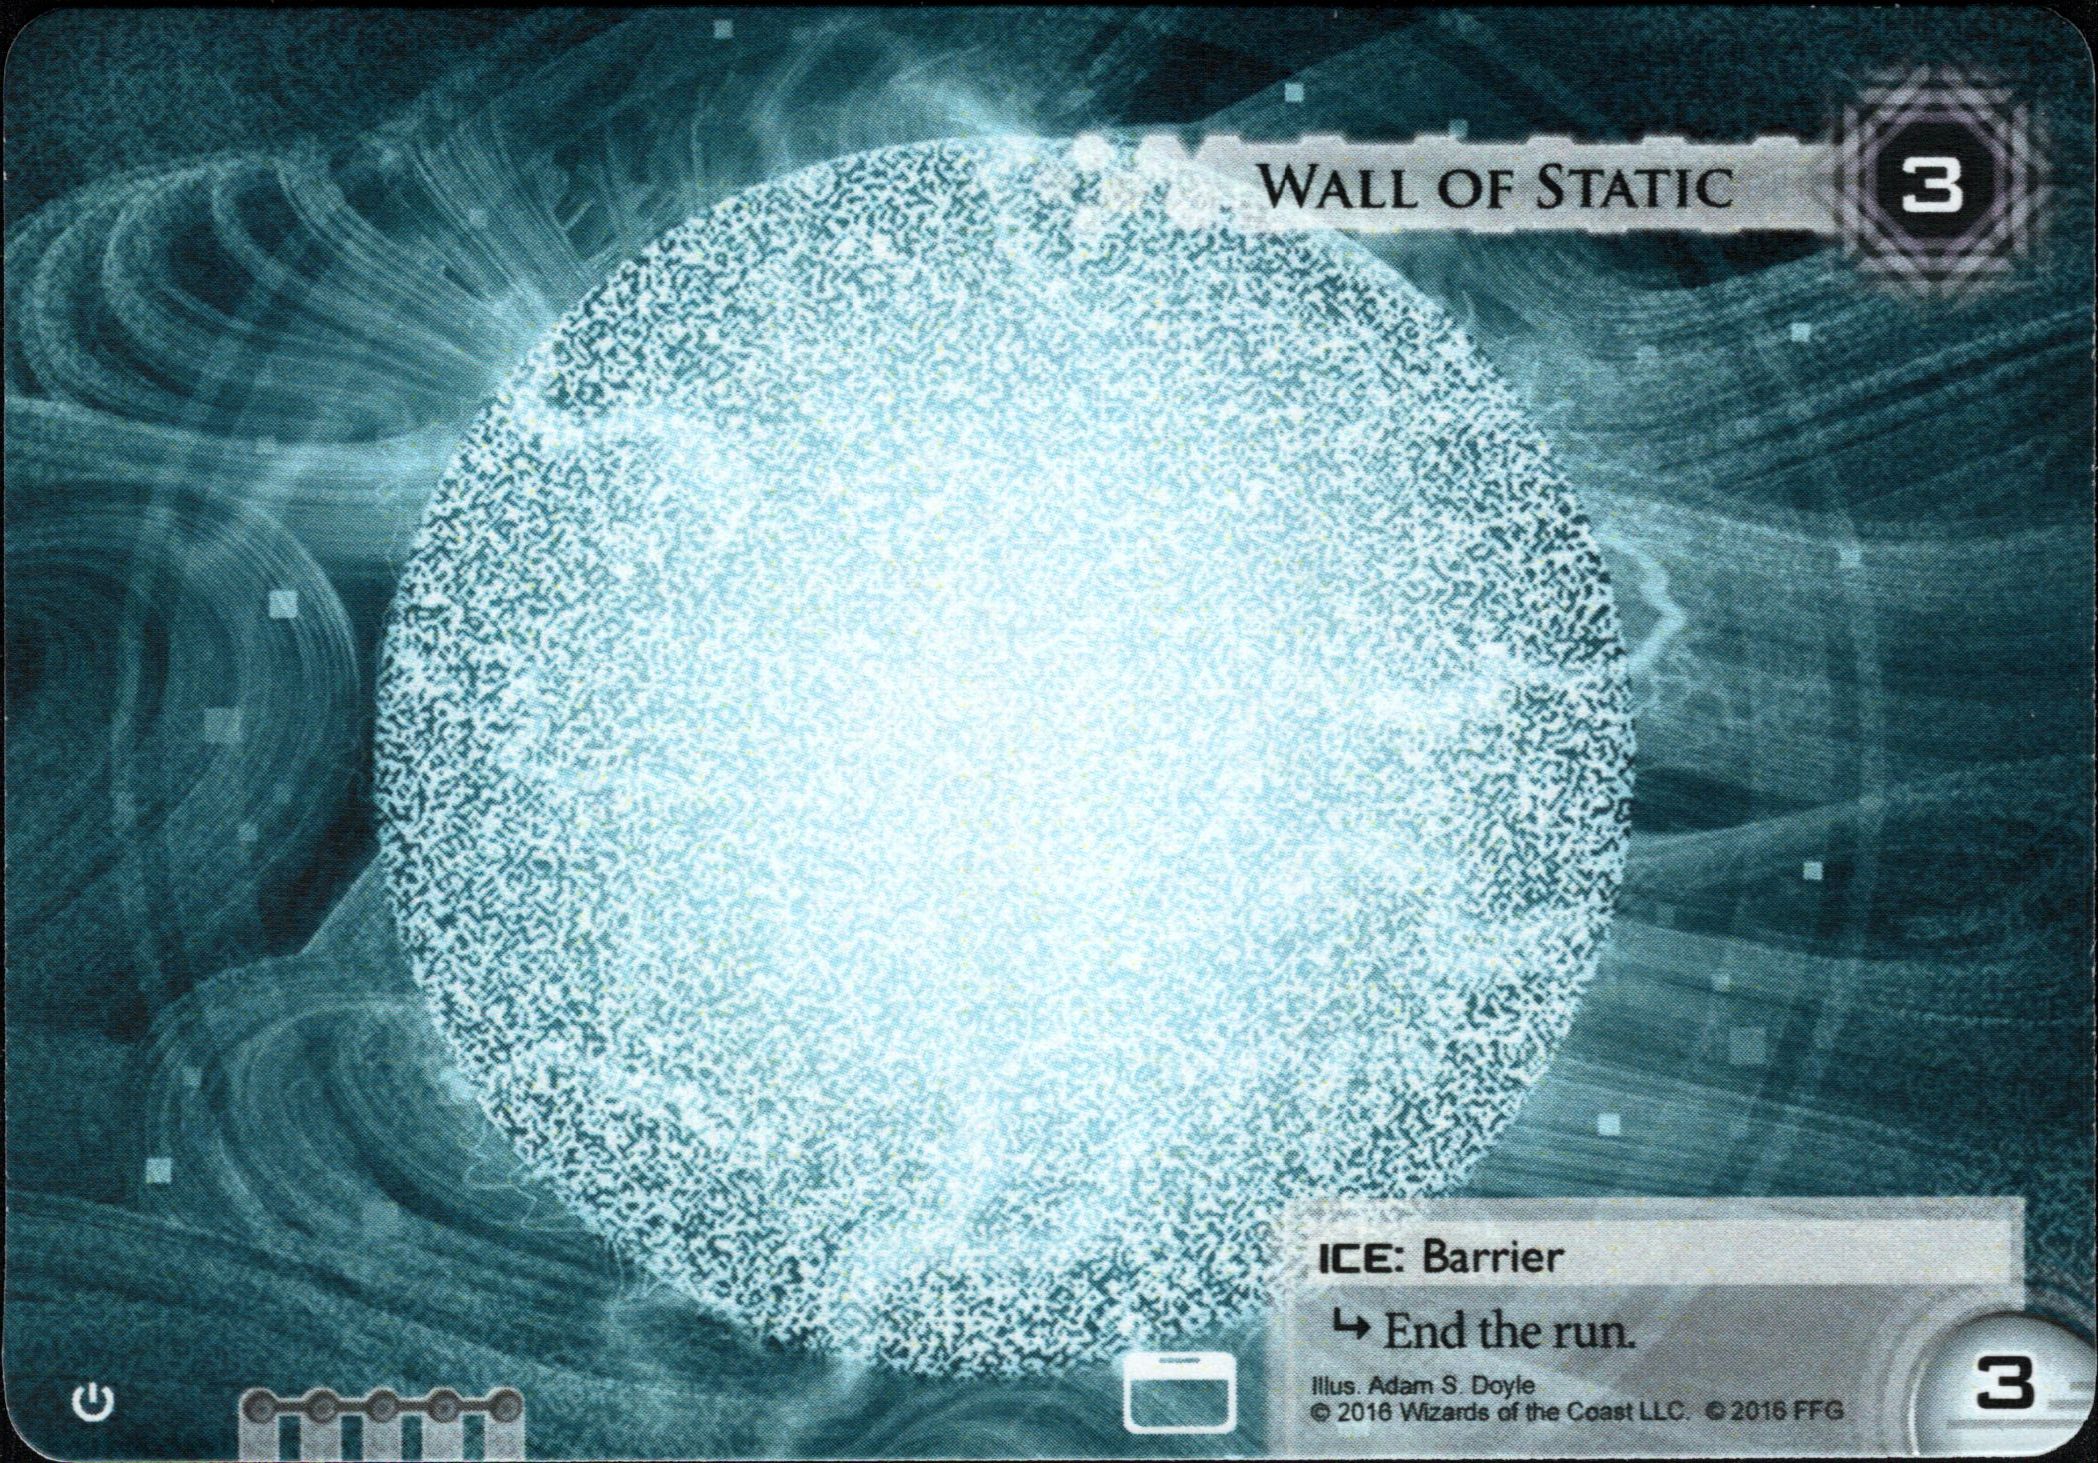 WALL OF STATIC
3
ICE: Barrier
↳ End the run.
Illus. Adam S. Doyle
© 2016 Wizards of the Coast LLC. © 2016 FFG
3